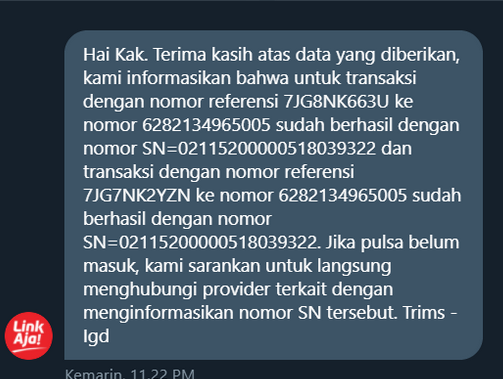 Hai Kak. Terima kasih atas data yang diberikan,
kami informasikan bahwa untuk transaksi
dengan nomor referensi 7JG8NK663U ke
nomor 6282134965005 sudah berhasil dengan
nomor SN=02115200000518039322 dan
transaksi dengan nomor referensi
7JG7NK2YZN ke nomor 6282134965005 sudah
berhasil dengan nomor
SN=02115200000518039322. Jika pulsa belum
masuk, kami sarankan untuk langsung
menghubungi provider terkait dengan
menginformasikan nomor SN tersebut. Trims -
Igd
Link
Aja!
Kemarin, 11.22 PM